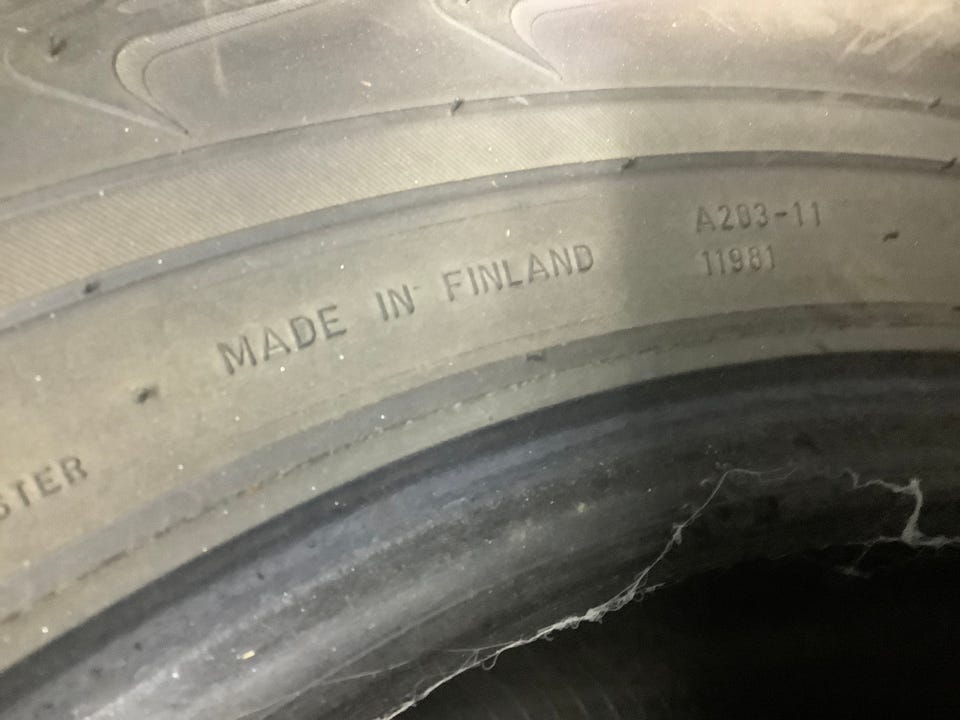 A203-11
MADE IN FINLAND
11981
STER